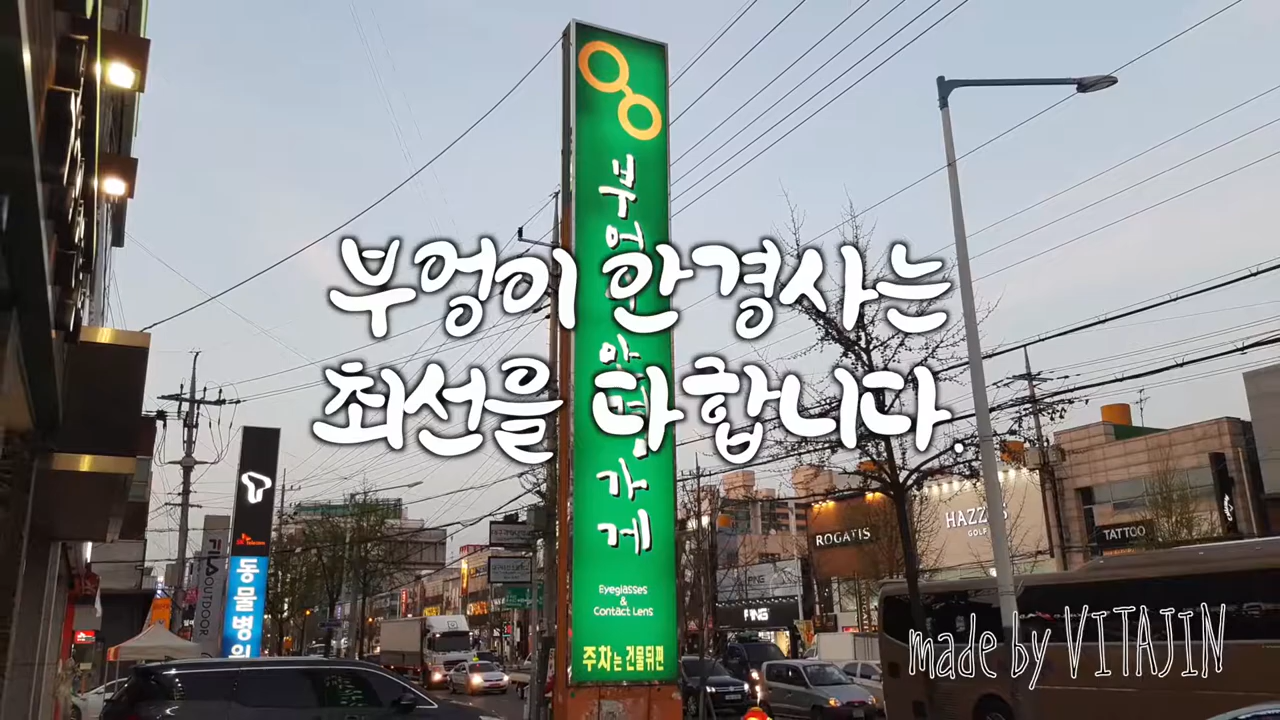 부엉이 안경사는
최선을 다합니다.
부엉이안경가게
Eyeglasses
&
Contact Lens
주차는 건물뒤편
SK telecom
동물병원
OUTDOOR
ROGATIS
HAZZYS
GOLF
TATTOO
PING
PING
made by VITAJIN